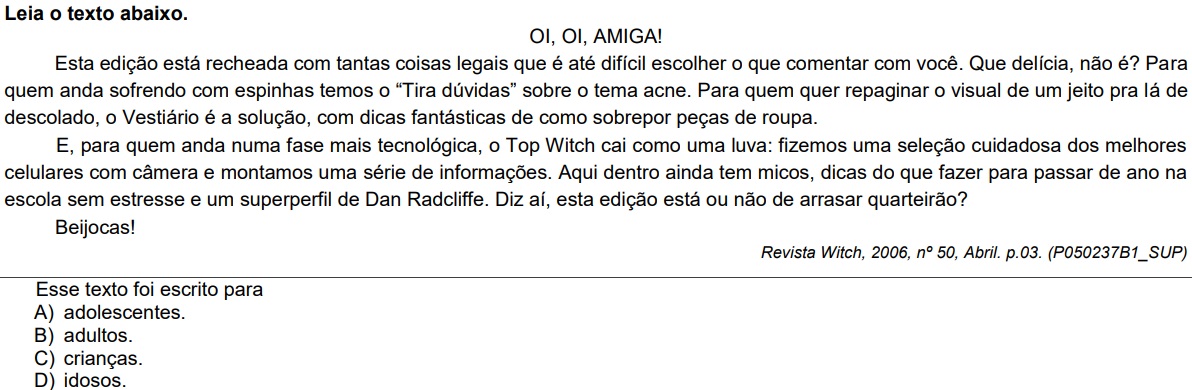 Leia o texto abaixo.
OI, OI, AMIGA!
Esta edição está recheada com tantas coisas legais que é até difícil escolher o que comentar com você. Que delícia, não é? Para
quem anda sofrendo com espinhas temos o “Tira dúvidas” sobre o tema acne. Para quem quer repaginar o visual de um jeito pra lá de
descolado, o Vestiário é a solução, com dicas fantásticas de como sobrepor peças de roupa.
E, para quem anda numa fase mais tecnológica, o Top Witch cai como uma luva: fizemos uma seleção cuidadosa dos melhores
celulares com câmera e montamos uma série de informações. Aqui dentro ainda tem micos, dicas do que fazer para passar de ano na
escola sem estresse e um superperfil de Dan Radcliffe. Diz aí, esta edição está ou não de arrasar quarteirão?
Beijocas!
Revista Witch, 2006, nº 50, Abril. p.03. (P050237B1_SUP)
Esse texto foi escrito para
A) adolescentes.
B) adultos.
C) crianças.
D) idosos.